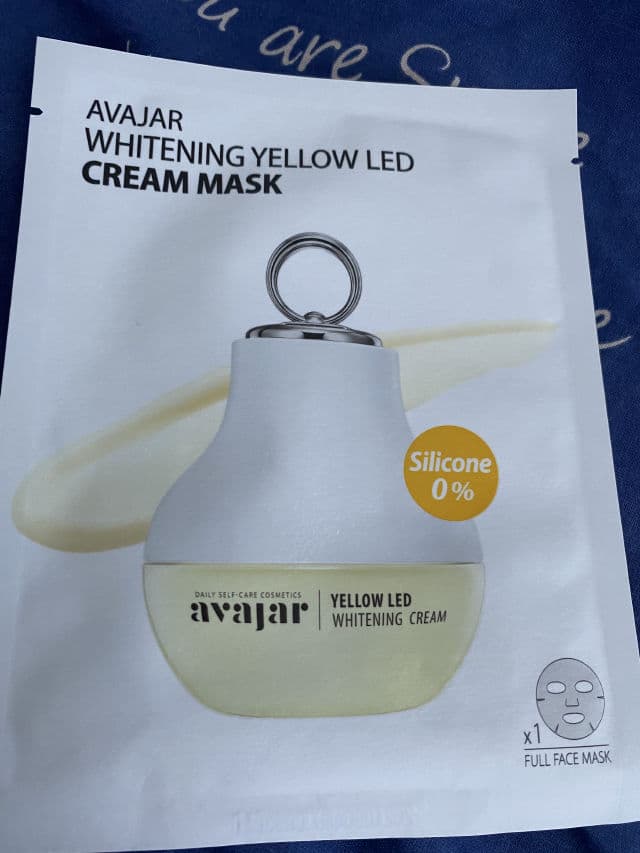 you are
AVAJAR
WHITENING YELLOW LED
CREAM MASK
Silicone
0%
DAILY SELF-CARE COSMETICS
avajar
YELLOW LED
WHITENING CREAM
x1
FULL FACE MASK